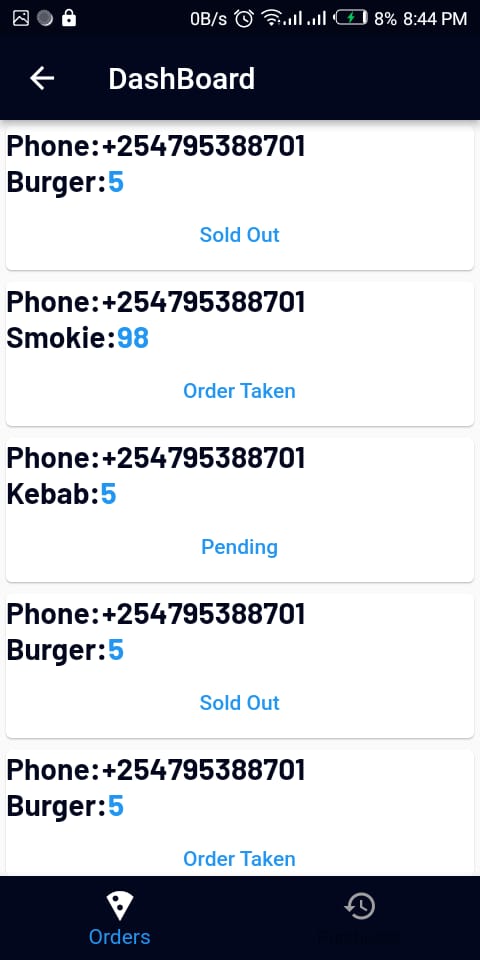 0B/s 8% 8:44 PM
DashBoard
Phone:+254795388701
Burger:5
Sold Out
Phone:+254795388701
Smokie:98
Order Taken
Phone:+254795388701
Kebab:5
Pending
Phone:+254795388701
Burger:5
Sold Out
Phone:+254795388701
Burger:5
Order Taken
Orders